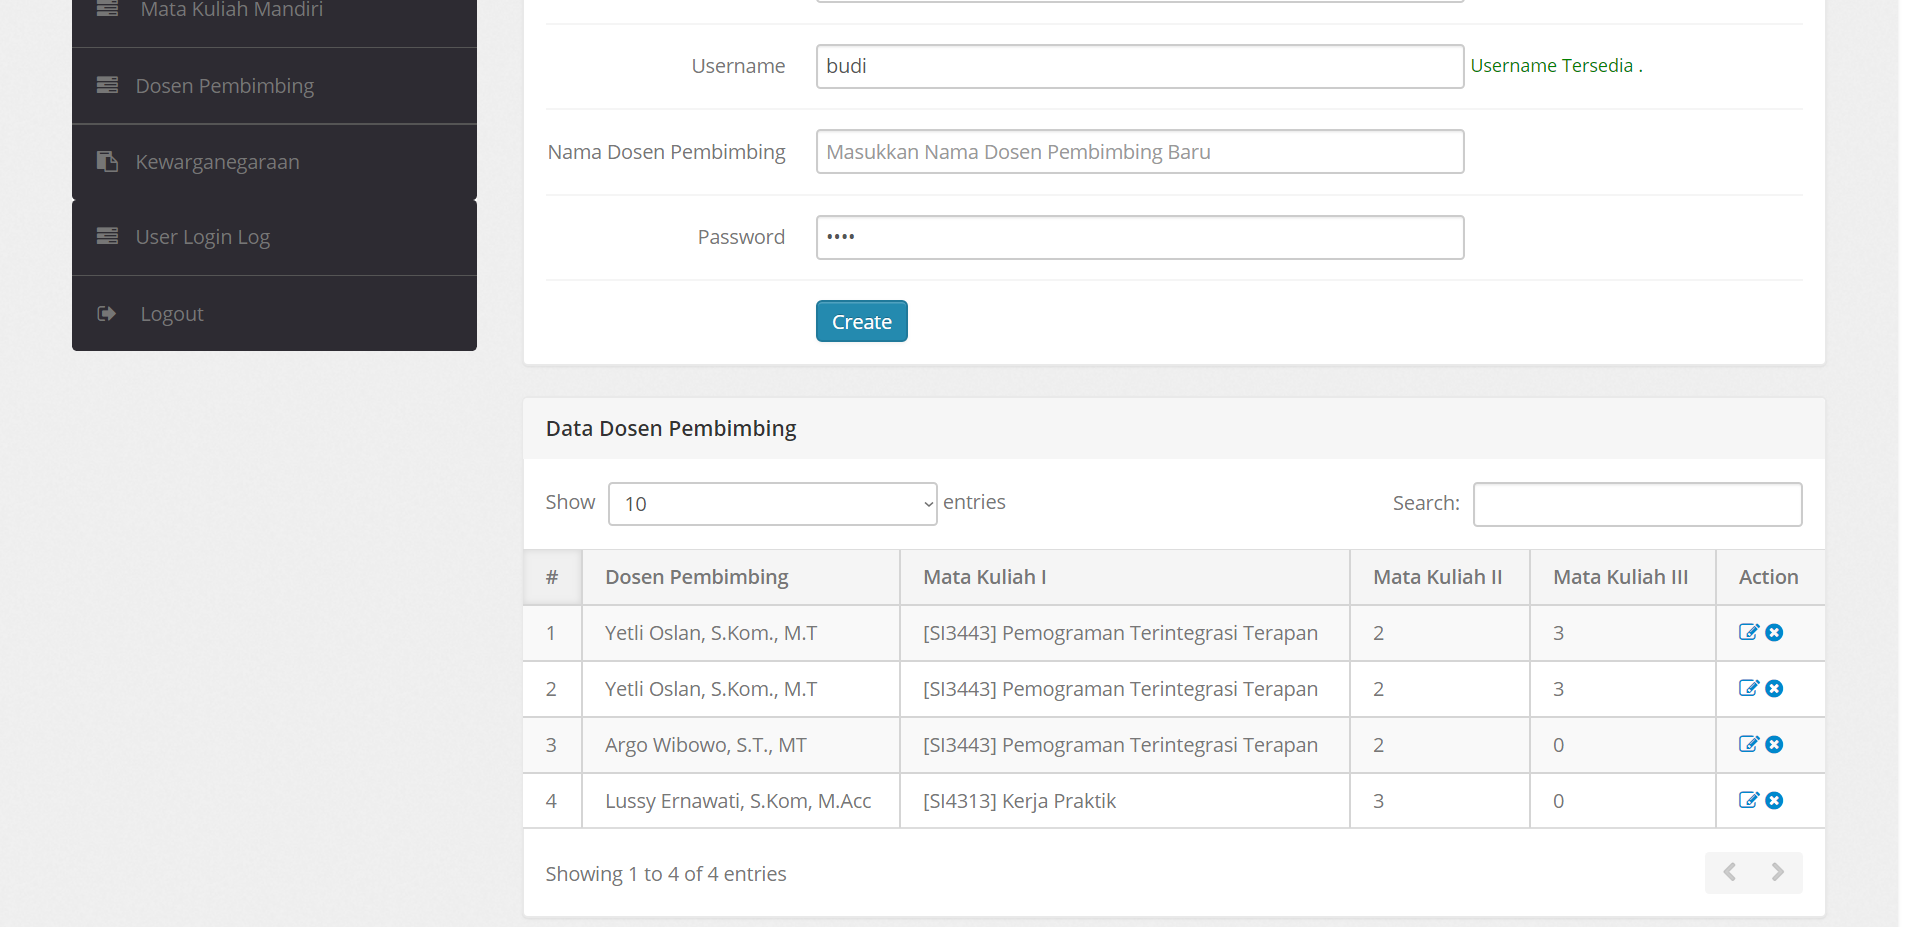 Mata Kuliah Mandiri
Dosen Pembimbing
Kewarganegaraan
User Login Log
Logout
Username budi Username Tersedia .
Nama Dosen Pembimbing Masukkan Nama Dosen Pembimbing Baru
Password ••••
Create
Data Dosen Pembimbing
Show 10 entries Search:
# Dosen Pembimbing Mata Kuliah I Mata Kuliah II Mata Kuliah III Action
1 Yetli Oslan, S.Kom., M.T [SI3443] Pemograman Terintegrasi Terapan 2 3
2 Yetli Oslan, S.Kom., M.T [SI3443] Pemograman Terintegrasi Terapan 2 3
3 Argo Wibowo, S.T., MT [SI3443] Pemograman Terintegrasi Terapan 2 0
4 Lussy Ernawati, S.Kom, M.Acc [SI4313] Kerja Praktik 3 0
Showing 1 to 4 of 4 entries